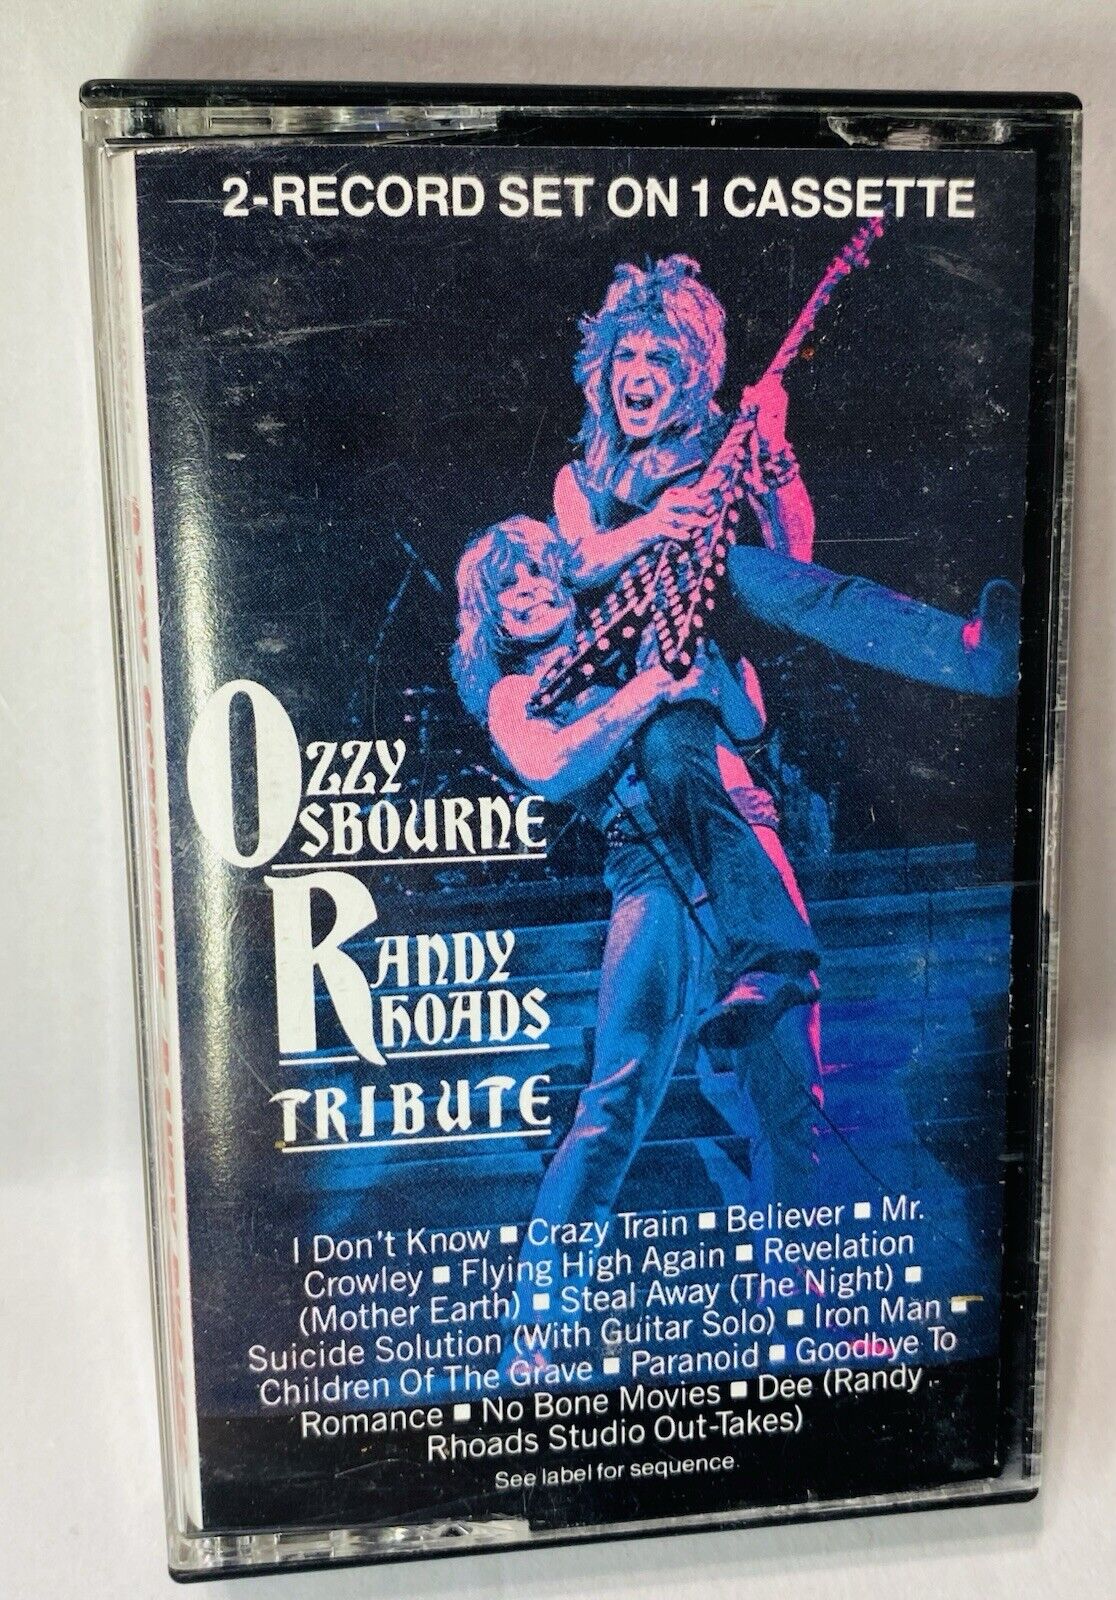 2-RECORD SET ON 1 CASSETTE
OZZY
OSBOURNE
RANDY
RHOADS
TRIBUTE
I Don't Know ■ Crazy Train ■ Believer ■ Mr.
Crowley ■ Flying High Again ■ Revelation
(Mother Earth) ■ Steal Away (The Night) ■
Suicide Solution (With Guitar Solo) ■ Iron Man ■
Children Of The Grave ■ Paranoid ■ Goodbye To
Romance ■ No Bone Movies ■ Dee (Randy
Rhoads Studio Out-Takes)
See label for sequence.